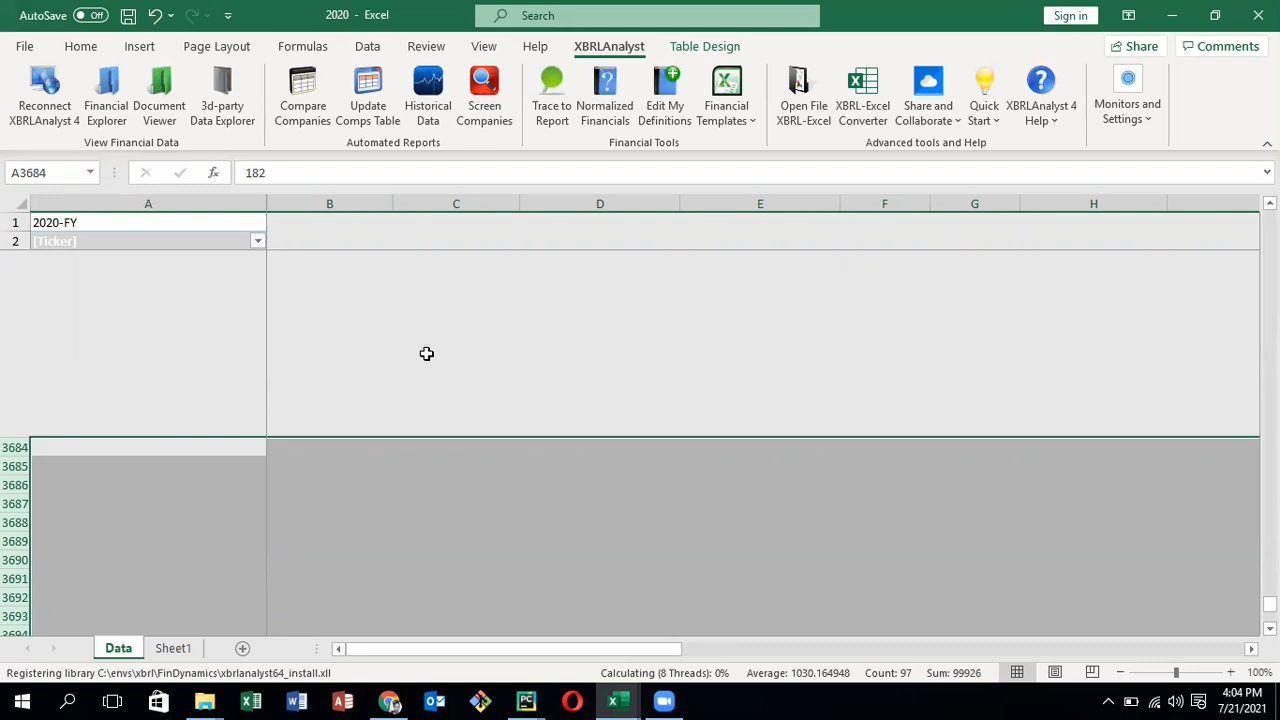 AutoSave Off 2020 - Excel Search Sign in
File Home Insert Page Layout Formulas Data Review View Help XBRLAnalyst Table Design Share Comments
Reconnect XBRLAnalyst 4
Financial Explorer
Document Viewer
3d-party Data Explorer
Compare Companies
Update Comps Table
Historical Data
Screen Companies
Trace to Report
Normalized Financials
Edit My Definitions
Financial Templates
Open File XBRL-Excel
XBRL-Excel Converter
Share and Collaborate
Quick Start
XBRLAnalyst 4 Help
Monitors and Settings
View Financial Data Automated Reports Financial Tools Advanced tools and Help
A3684 fx 182
A B C D E F G H
1 2020-FY
2 [Ticker]
3684
3685
3686
3687
3688
3689
3690
3691
3692
3693
3694
Data Sheet1
Registering library C:\envs\xbrl\FinDynamics\xbrlanalyst64_install.xll Calculating (8 Threads): 0% Average: 1030.164948 Count: 97 Sum: 99926 100%
4:04 PM
7/21/2021